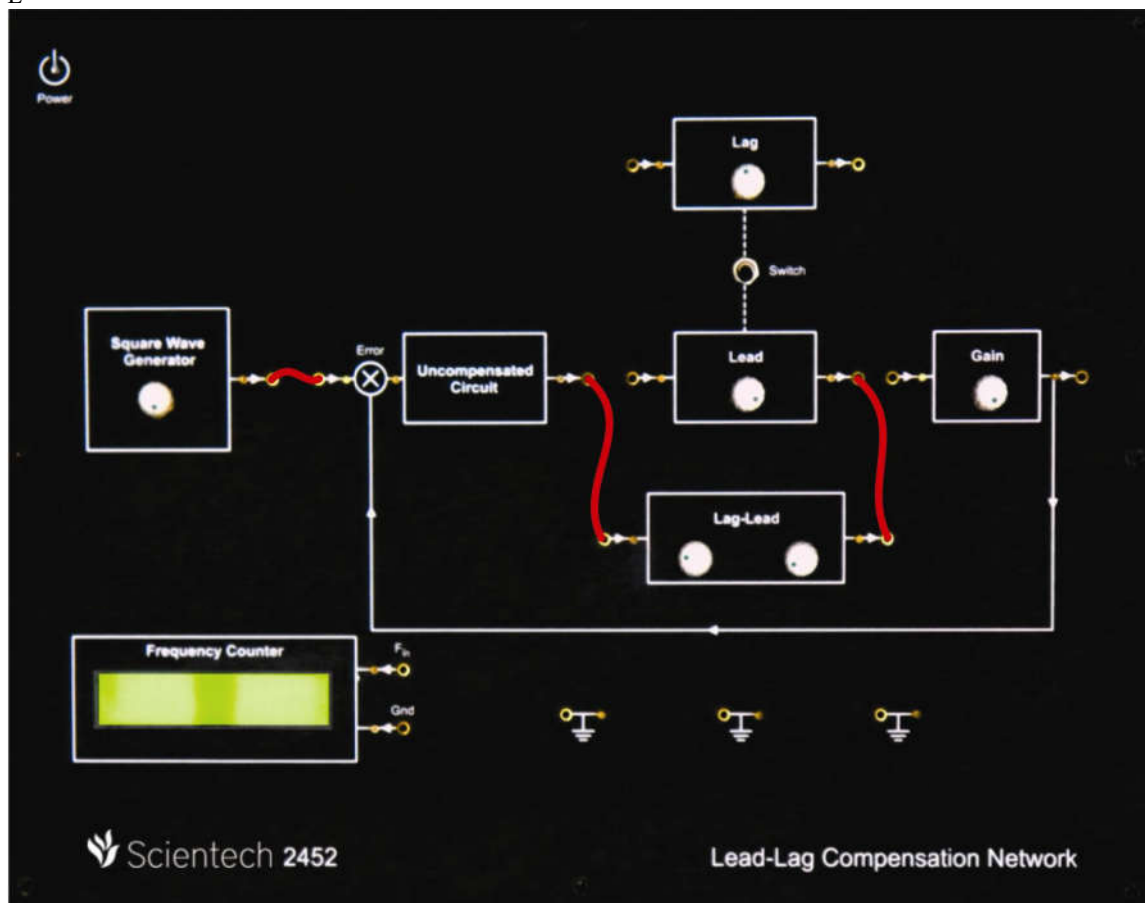 Power
Lag
Switch
Square Wave
Generator
Error
Uncompensated
Circuit
Lead
Gain
Lag-Lead
Frequency Counter
Fin
Gnd
Scientech 2452
Lead-Lag Compensation Network